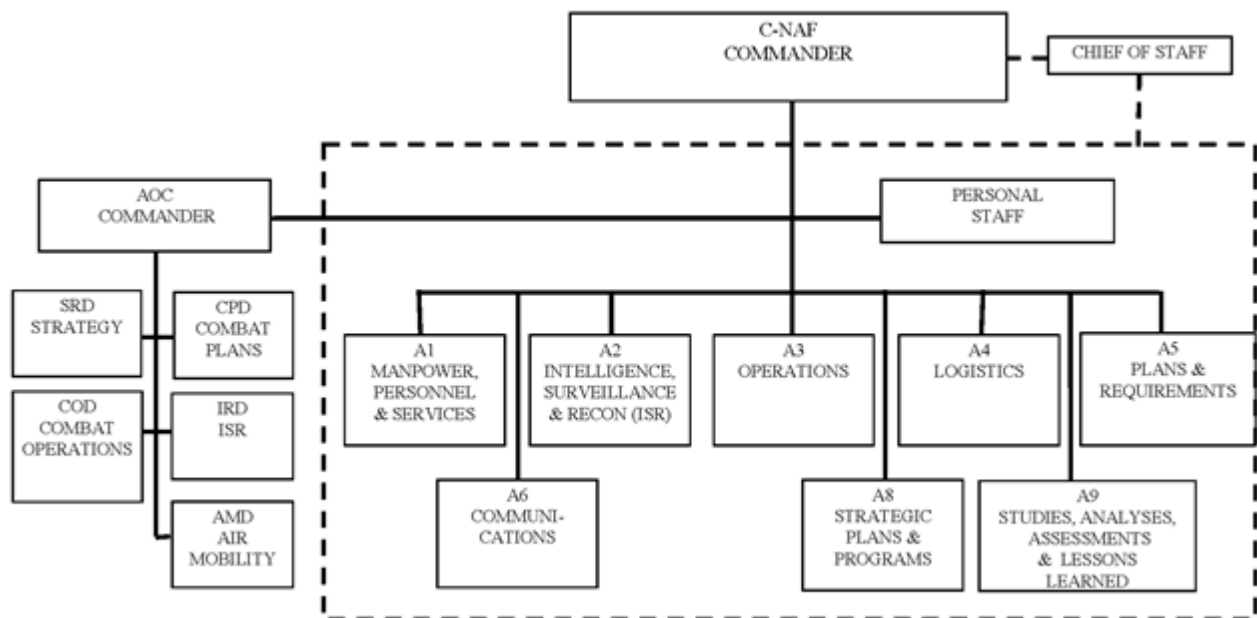 C-NAF
COMMANDER
CHIEF OF STAFF
AOC
COMMANDER
PERSONAL
STAFF
SRD
STRATEGY
CPD
COMBAT
PLANS
COD
COMBAT
OPERATIONS
IRD
ISR
AMD
AIR
MOBILITY
A1
MANPOWER,
PERSONNEL
& SERVICES
A2
INTELLIGENCE,
SURVEILLANCE
& RECON (ISR)
A3
OPERATIONS
A4
LOGISTICS
A5
PLANS &
REQUIREMENTS
A6
COMMUNI-
CATIONS
A8
STRATEGIC
PLANS &
PROGRAMS
A9
STUDIES, ANALYSES,
ASSESSMENTS
& LESSONS
LEARNED